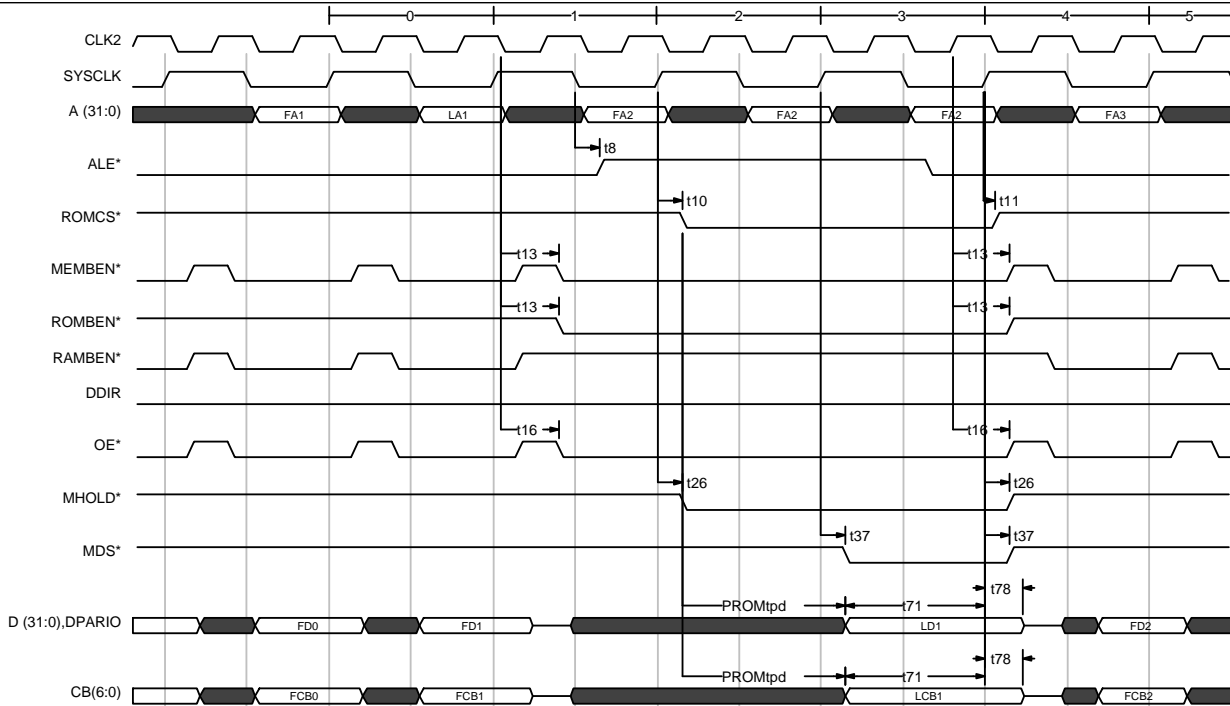 0 1 2 3 4 5
CLK2
SYSCLK
A (31:0) FA1 LA1 FA2 FA2 FA2 FA3
ALE* t8
ROMCS* t10 t11
MEMBEN* t13 t13
ROMBEN* t13 t13
RAMBEN*
DDIR
OE* t16 t16
MHOLD* t26 t26
MDS* t37 t37
t78
PROMtpd t71
D (31:0),DPARIO FD0 FD1 LD1 FD2
t78
PROMtpd t71
CB(6:0) FCB0 FCB1 LCB1 FCB2